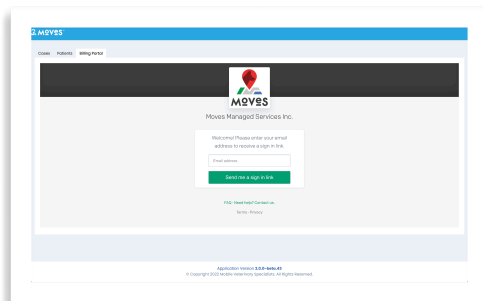 MOVES
Cases Patients Billing Portal
MOVES
Moves Managed Services Inc.
Welcome! Please enter your email
address to receive a sign in link.
Email address
Send me a sign in link
FAQ · Need help? Contact us.
Terms · Privacy
Application Version 3.0.0-beta.43
© Copyright 2022 Mobile Veterinary Specialists. All Rights Reserved.